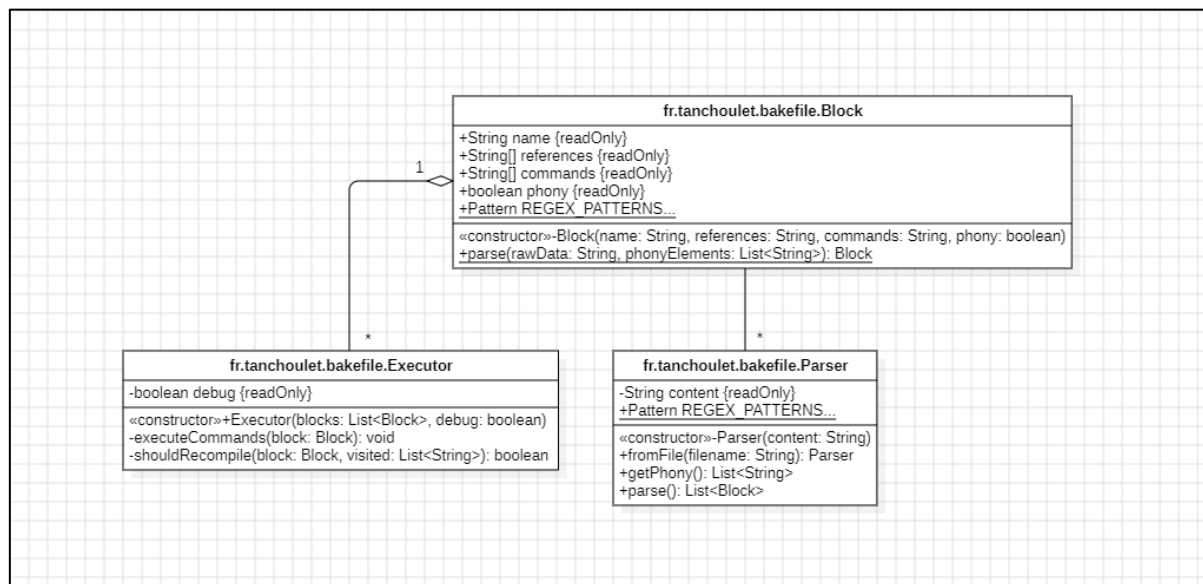 fr.tanchoulet.bakefile.Block
+String name {readOnly}
+String[] references {readOnly}
+String[] commands {readOnly}
+boolean phony {readOnly}
+Pattern REGEX_PATTERNS...
«constructor»-Block(name: String, references: String, commands: String, phony: boolean)
+parse(rawData: String, phonyElements: List<String>): Block
1
*
*
fr.tanchoulet.bakefile.Executor
-boolean debug {readOnly}
«constructor»+Executor(blocks: List<Block>, debug: boolean)
-executeCommands(block: Block): void
-shouldRecompile(block: Block, visited: List<String>): boolean
fr.tanchoulet.bakefile.Parser
-String content {readOnly}
+Pattern REGEX_PATTERNS...
«constructor»-Parser(content: String)
+fromFile(filename: String): Parser
+getPhony(): List<String>
+parse(): List<Block>